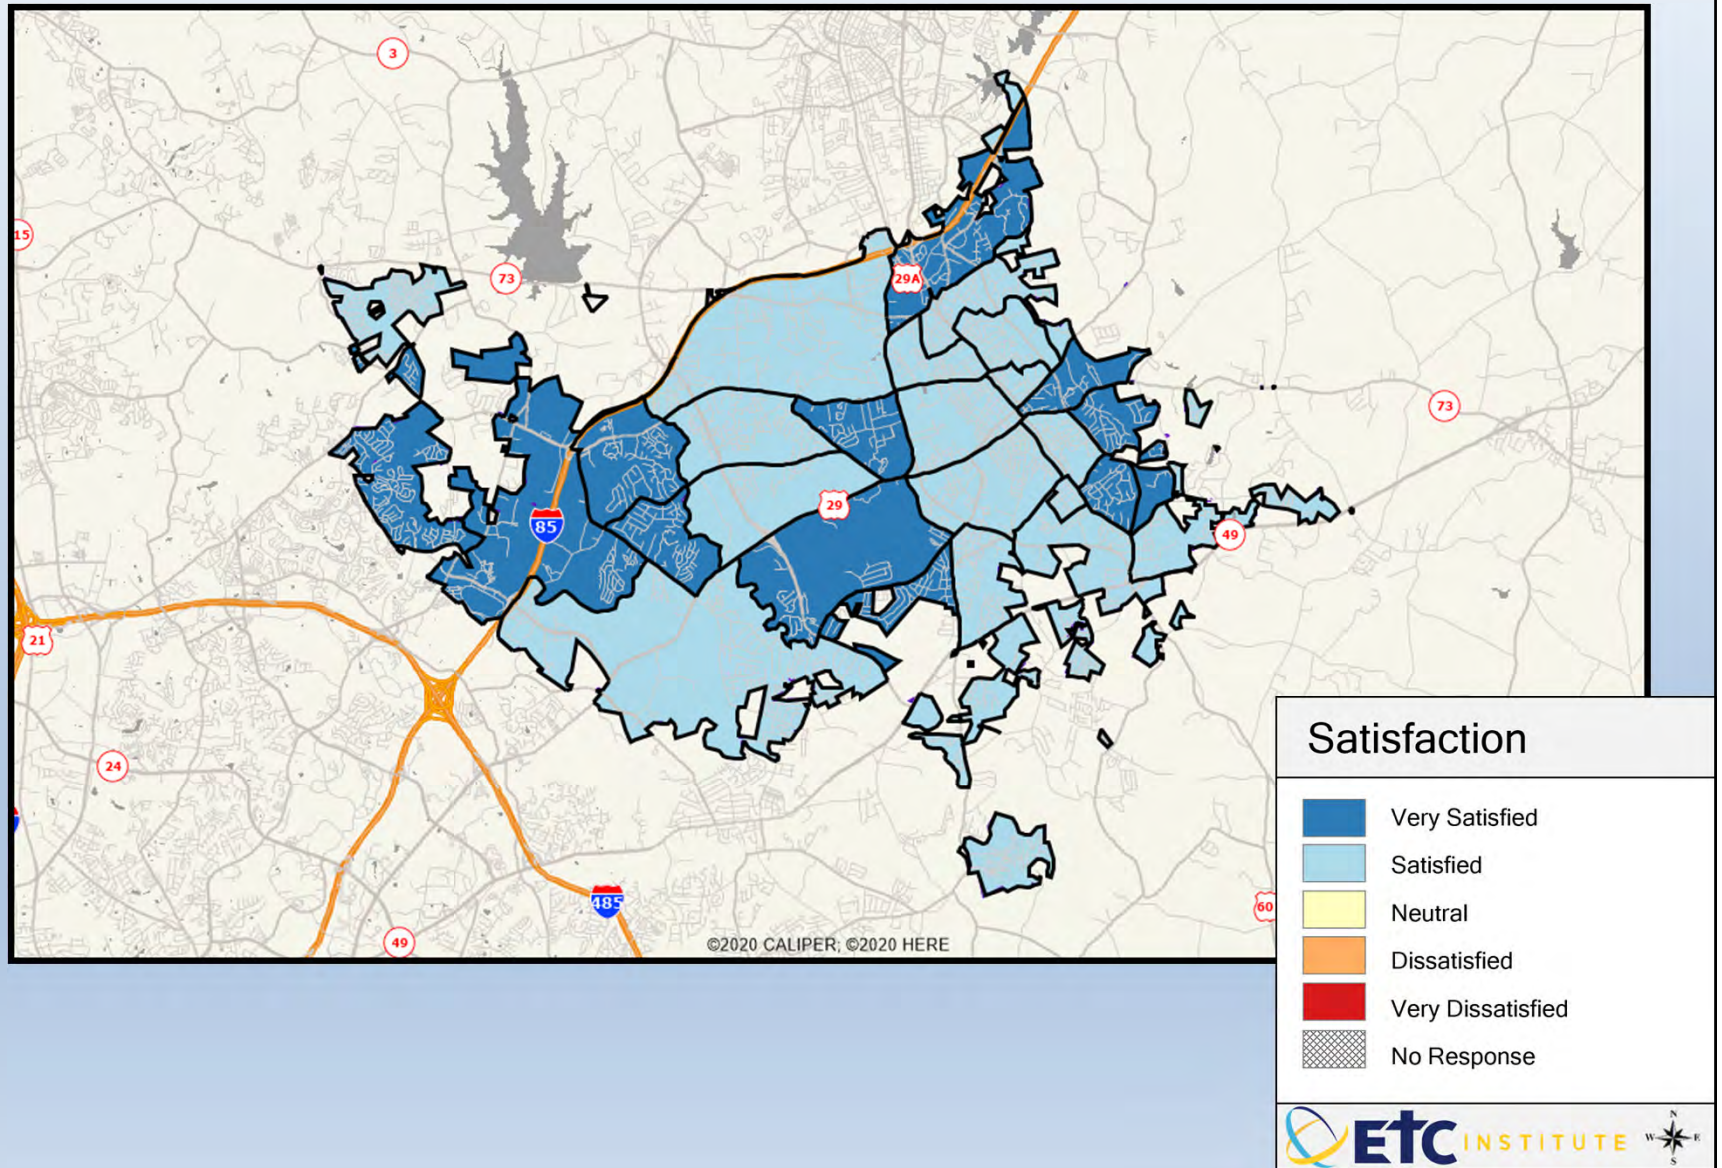 3
15
73
29A
73
29
85
49
21
24
485
49
60
©2020 CALIPER; ©2020 HERE
Satisfaction
Very Satisfied
Satisfied
Neutral
Dissatisfied
Very Dissatisfied
No Response
ETC INSTITUTE
N
W E
S